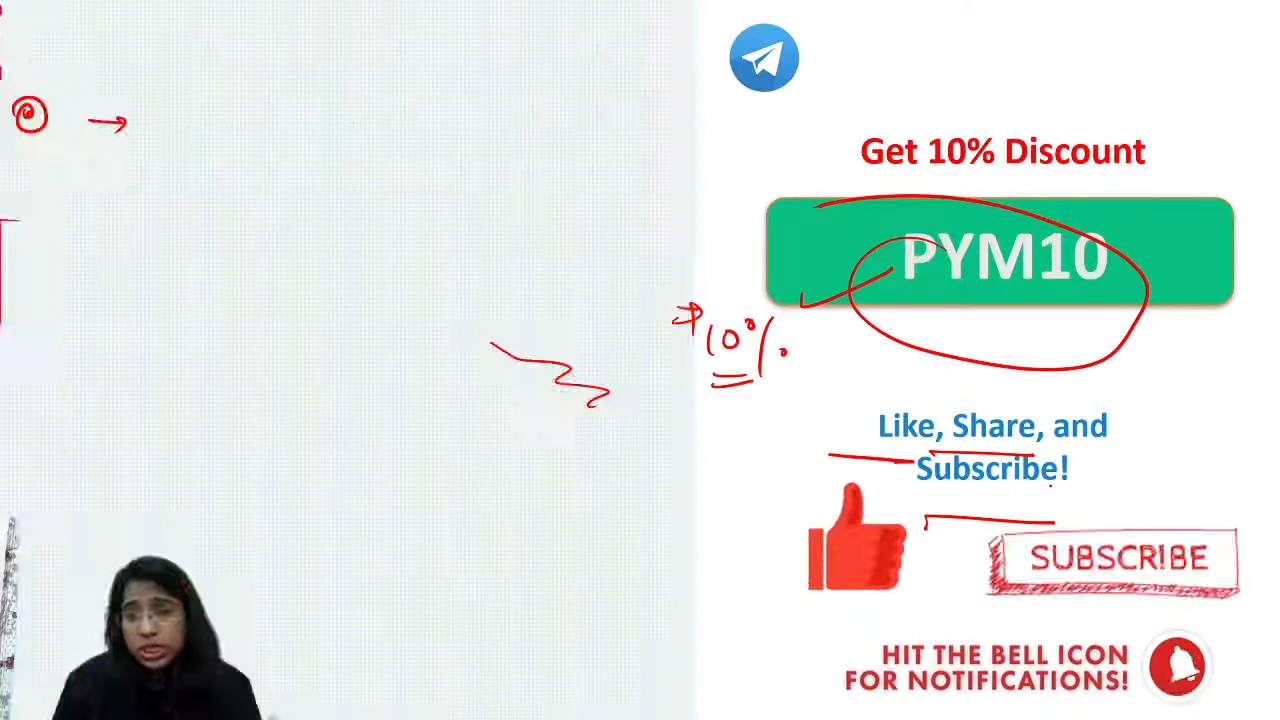 Get 10% Discount
PYM10
10%
Like, Share, and
Subscribe!
SUBSCRIBE
HIT THE BELL ICON
FOR NOTIFICATIONS!